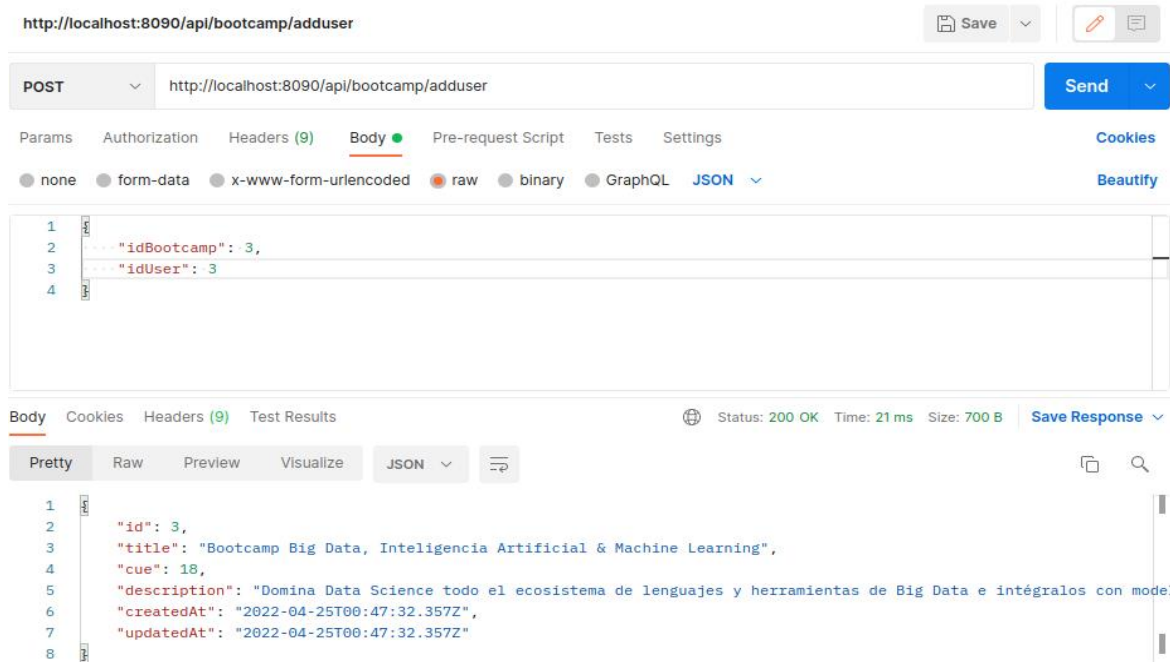 http://localhost:8090/api/bootcamp/adduser
Save
POST http://localhost:8090/api/bootcamp/adduser Send
Params Authorization Headers (9) Body Pre-request Script Tests Settings Cookies
none form-data x-www-form-urlencoded raw binary GraphQL JSON Beautify
1 {
2 "idBootcamp": 3,
3 "idUser": 3
4 }
Body Cookies Headers (9) Test Results Status: 200 OK Time: 21 ms Size: 700 B Save Response
Pretty Raw Preview Visualize JSON
1 {
2 "id": 3,
3 "title": "Bootcamp Big Data, Inteligencia Artificial & Machine Learning",
4 "cue": 18,
5 "description": "Domina Data Science todo el ecosistema de lenguajes y herramientas de Big Data e intégralos con mode
6 "createdAt": "2022-04-25T00:47:32.357Z",
7 "updatedAt": "2022-04-25T00:47:32.357Z"
8 }